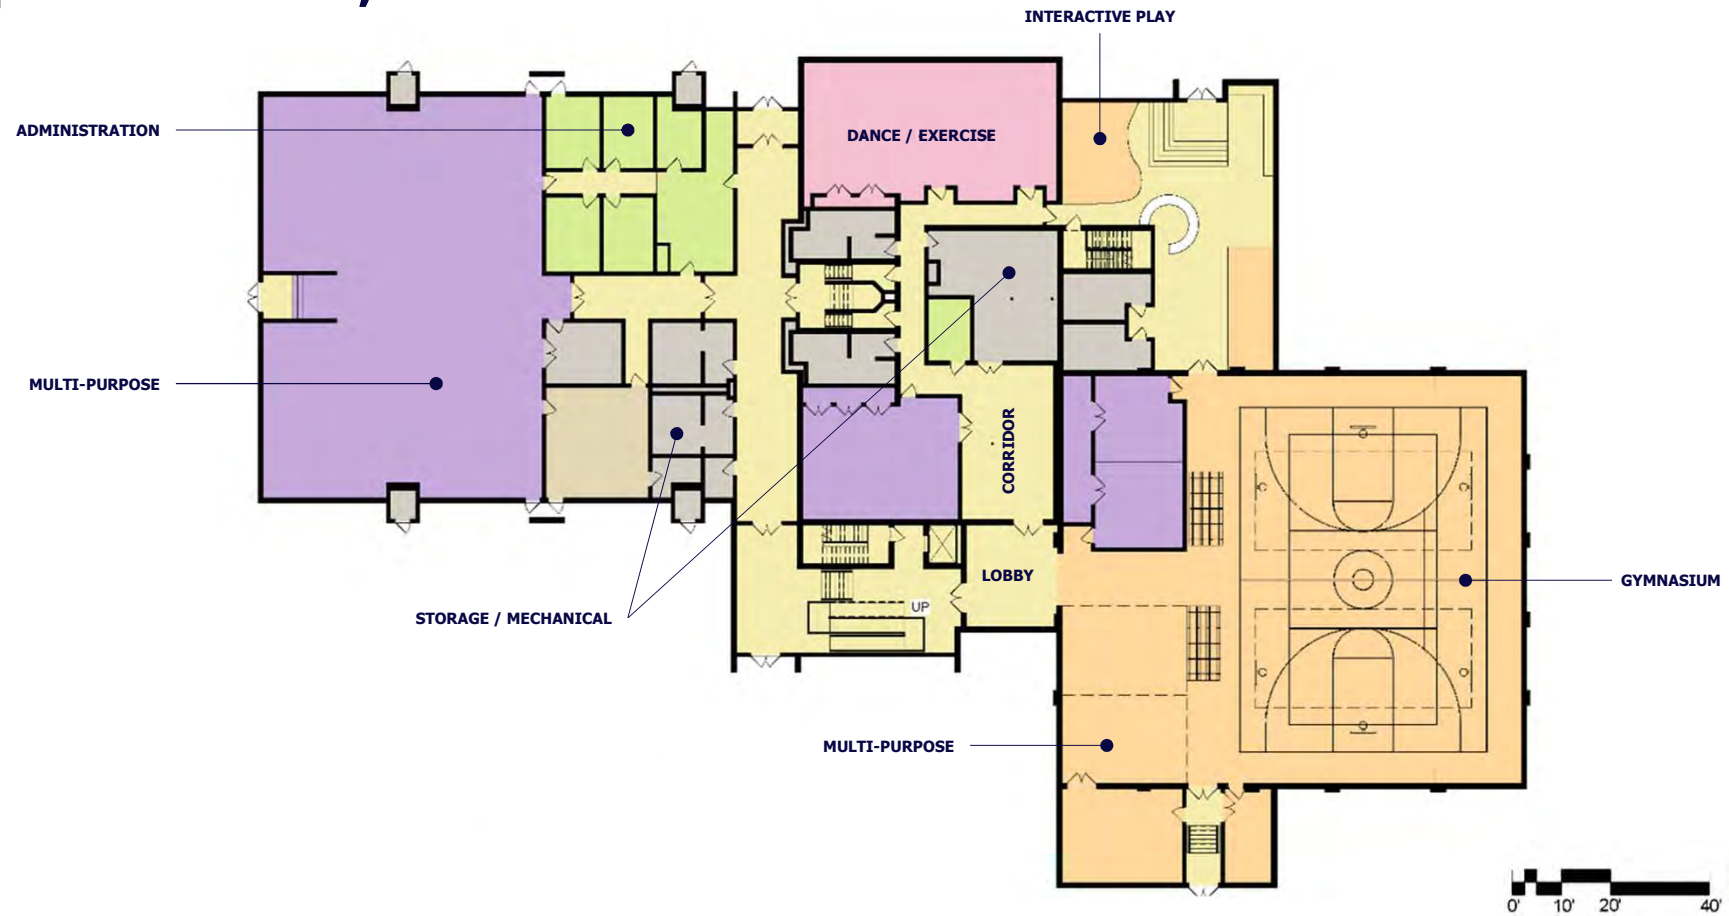 INTERACTIVE PLAY
ADMINISTRATION
DANCE / EXERCISE
MULTI-PURPOSE
CORRIDOR
LOBBY
GYMNASIUM
UP
STORAGE / MECHANICAL
MULTI-PURPOSE
0' 10' 20' 40'